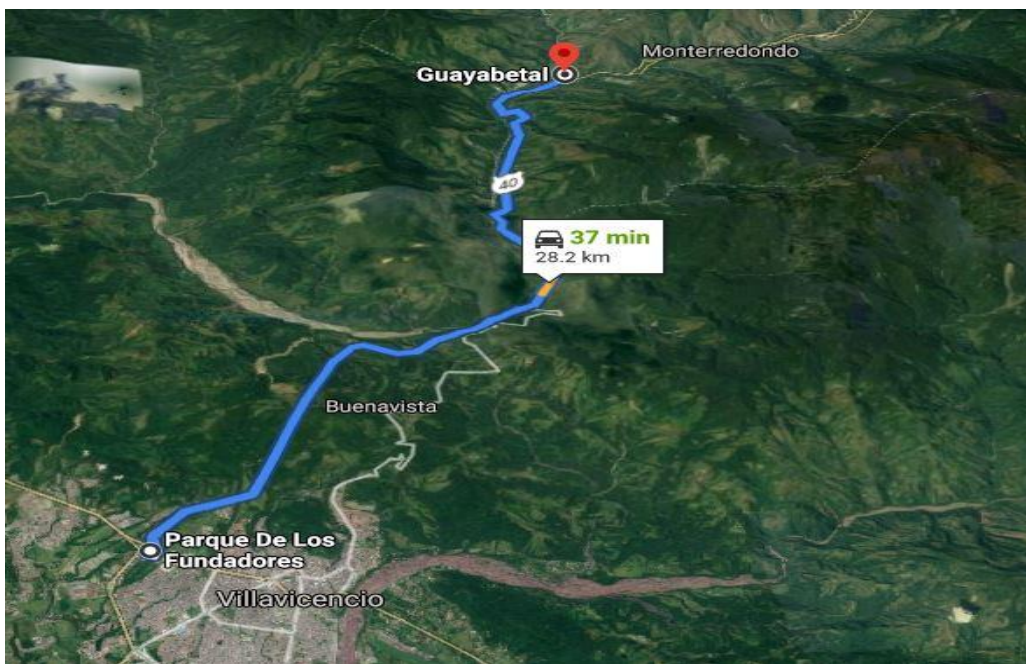 Monterredondo
Guayabetal
40
37 min
28.2 km
Buenavista
Parque De Los
Fundadores
Villavicencio